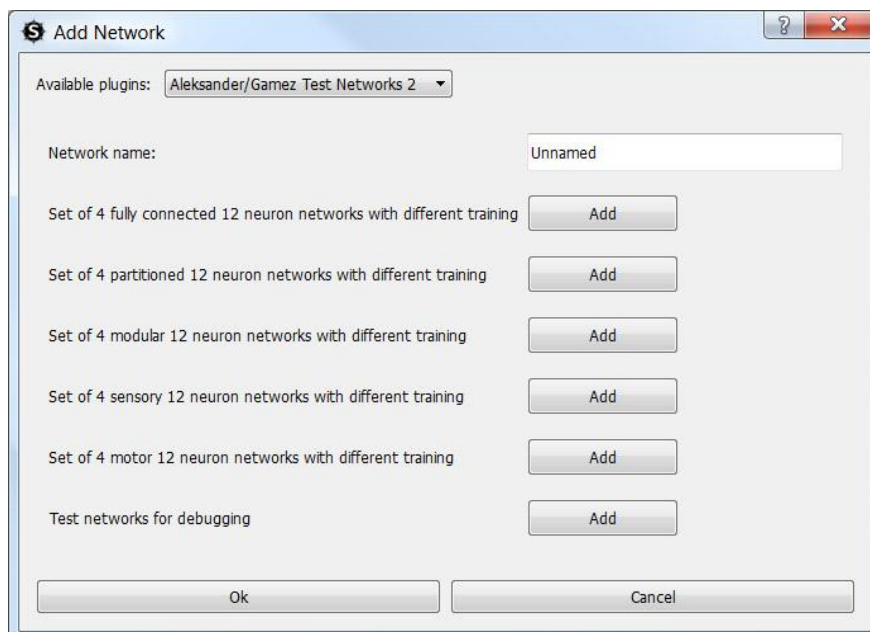 Add Network
Available plugins: Aleksander/Gamez Test Networks 2
Network name: Unnamed
Set of 4 fully connected 12 neuron networks with different training Add
Set of 4 partitioned 12 neuron networks with different training Add
Set of 4 modular 12 neuron networks with different training Add
Set of 4 sensory 12 neuron networks with different training Add
Set of 4 motor 12 neuron networks with different training Add
Test networks for debugging Add
Ok Cancel